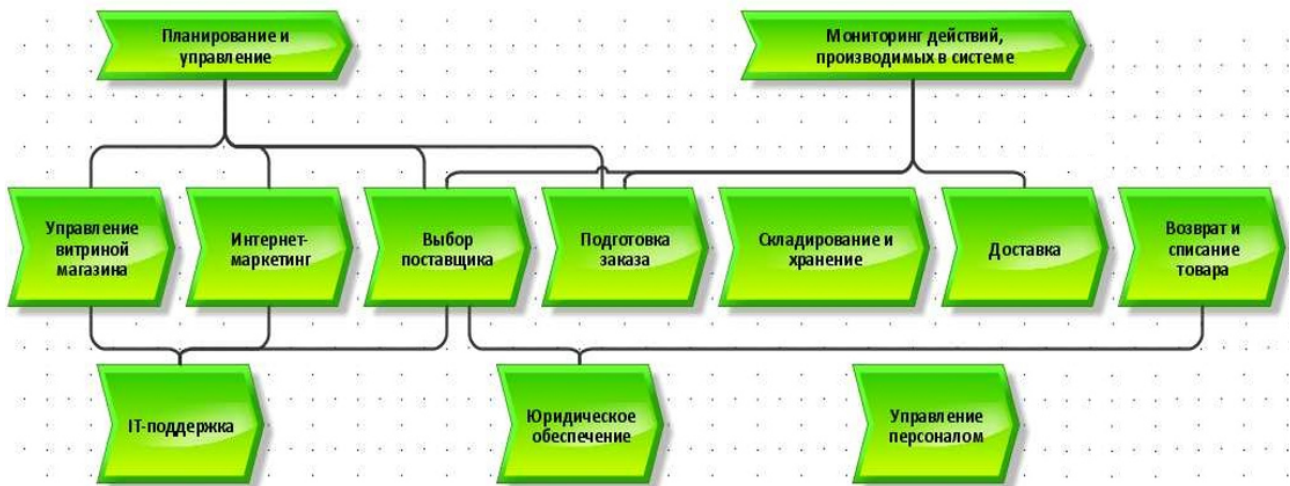 Планирование и
управление
Мониторинг действий,
производимых в системе
Управление
витриной
магазина
Интернет-
маркетинг
Выбор
поставщика
Подготовка
заказа
Складирование и
хранение
Доставка
Возврат и
списание
товара
IT-поддержка
Юридическое
обеспечение
Управление
персоналом